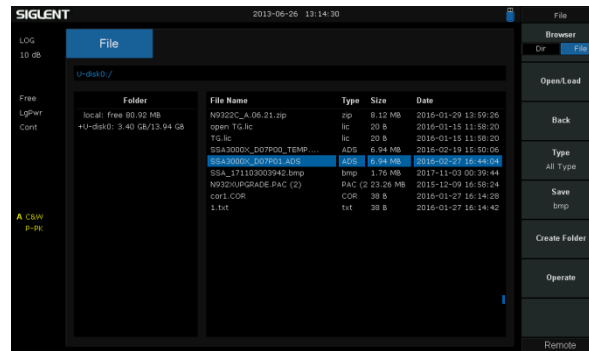 SIGLENT 2013-06-26 13:14:30 File
LOG
10 dB
File
Browser
Dir File
U-disk0:/
Open/Load
Free
LgPwr
Cont
Folder
local: free 80.92 MB
+U-disk0: 3.40 GB/13.94 GB
File Name Type Size Date
N9322C_A.06.21.zip zip 8.12 MB 2016-01-29 13:59:26
open TG.lic lic 20 B 2016-01-15 11:58:20
TG.lic lic 20 B 2016-01-15 11:58:20
SSA3000X_D07P00_TEMP.... ADS 6.94 MB 2016-02-19 15:50:06
SSA3000X_D07P01.ADS ADS 6.94 MB 2016-02-27 16:44:04
SSA_171103003942.bmp bmp 1.76 MB 2017-11-03 00:39:44
N932XUPGRADE.PAC (2) PAC (2 23.26 MB 2015-12-09 16:58:24
cor1.COR COR 38 B 2016-01-27 16:14:28
1.txt txt 38 B 2016-01-27 16:14:42
Back
Type
All Type
Save
bmp
A C&W
P-PK
Create Folder
Operate
Remote